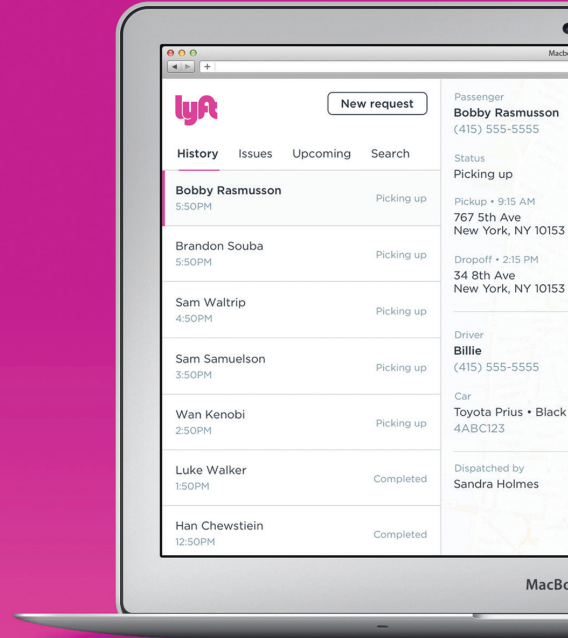 Macb
lyft
New request
History Issues Upcoming Search
Bobby Rasmusson
5:50PM
Picking up
Brandon Souba
5:50PM
Picking up
Sam Waltrip
4:50PM
Picking up
Sam Samuelson
3:50PM
Picking up
Wan Kenobi
2:50PM
Picking up
Luke Walker
1:50PM
Completed
Han Chewstiein
12:50PM
Completed
Passenger
Bobby Rasmusson
(415) 555-5555
Status
Picking up
Pickup • 9:15 AM
767 5th Ave
New York, NY 10153
Dropoff • 2:15 PM
34 8th Ave
New York, NY 10153
Driver
Billie
(415) 555-5555
Car
Toyota Prius • Black
4ABC123
Dispatched by
Sandra Holmes
MacBo